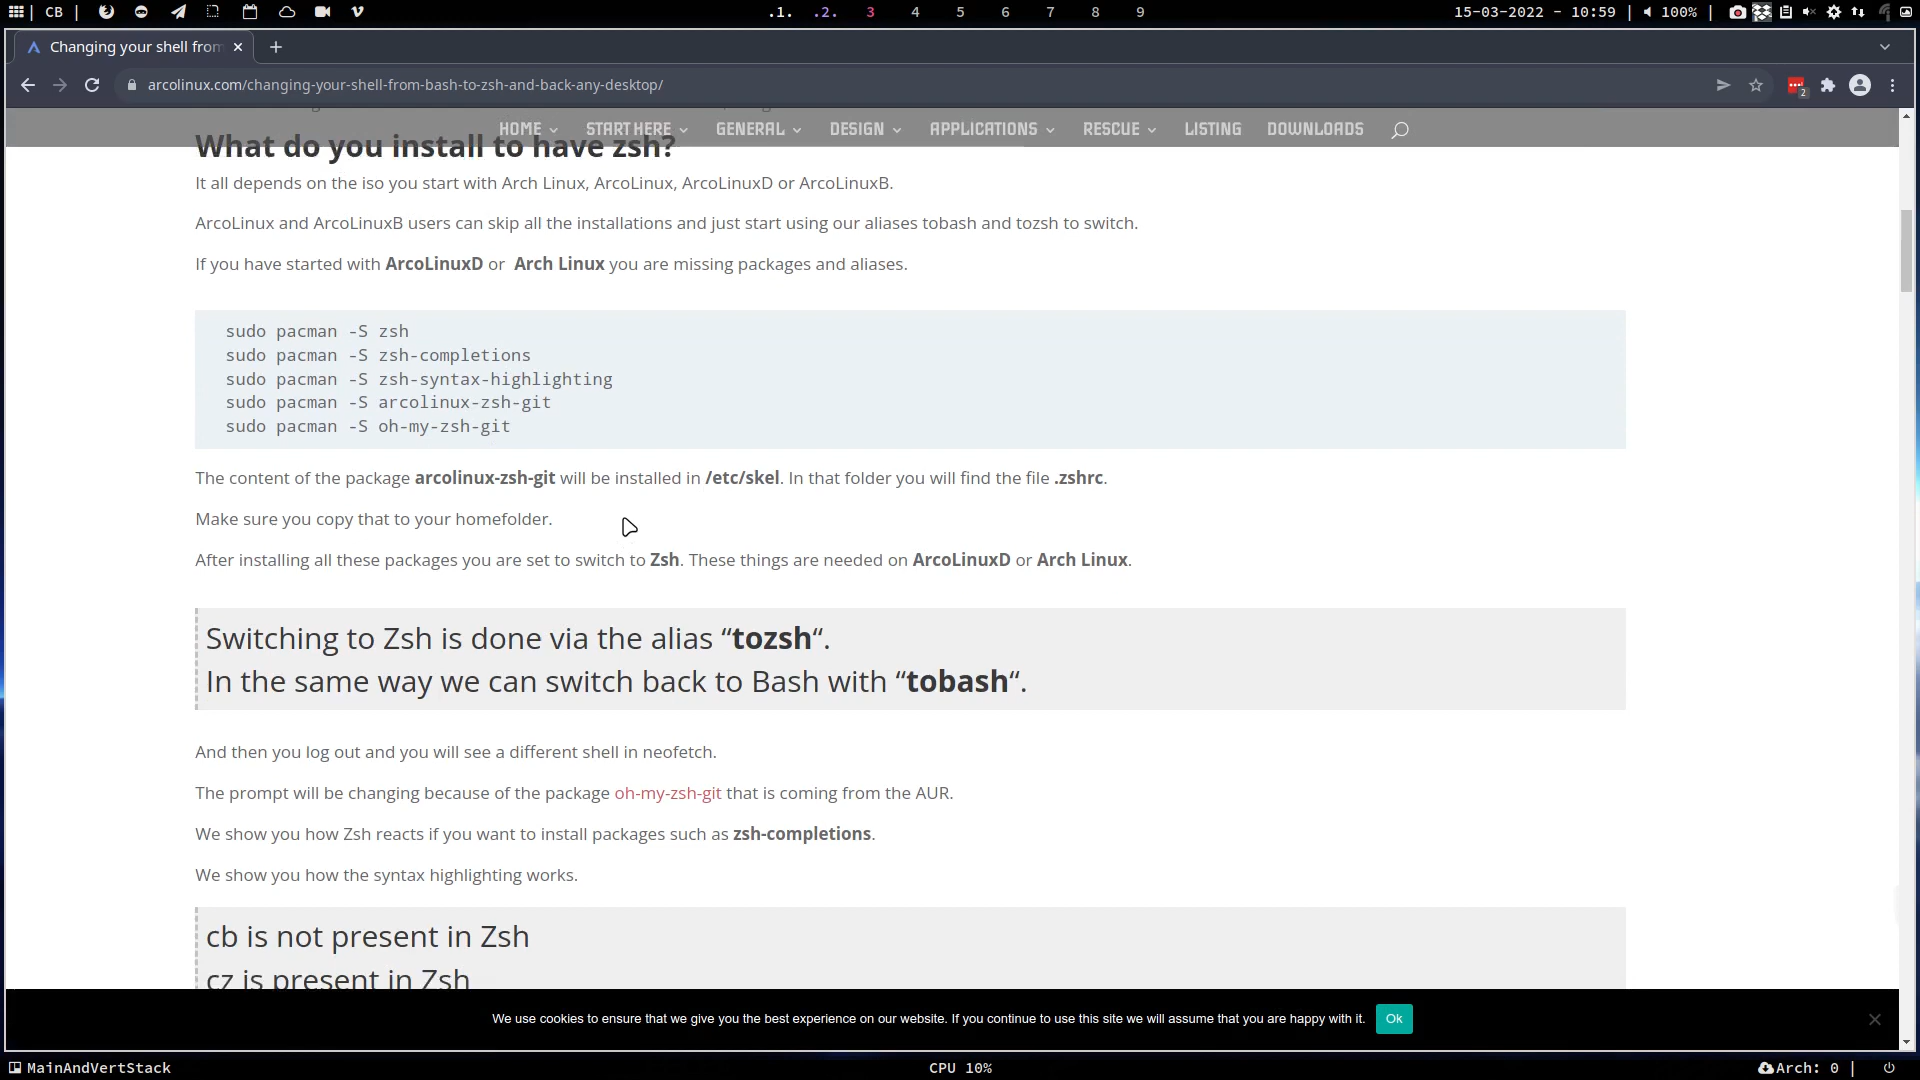 CB
.1. .2. 3 4 5 6 7 8 9
15-03-2022 - 10:59 | 100% |
Changing your shell from
arcolinux.com/changing-your-shell-from-bash-to-zsh-and-back-any-desktop/
2
HOME START HERE GENERAL DESIGN APPLICATIONS RESCUE LISTING DOWNLOADS
What do you install to have zsh?
It all depends on the iso you start with Arch Linux, ArcoLinux, ArcoLinuxD or ArcoLinuxB.
ArcoLinux and ArcoLinuxB users can skip all the installations and just start using our aliases tobash and tozsh to switch.
If you have started with ArcoLinuxD or Arch Linux you are missing packages and aliases.
sudo pacman -S zsh
sudo pacman -S zsh-completions
sudo pacman -S zsh-syntax-highlighting
sudo pacman -S arcolinux-zsh-git
sudo pacman -S oh-my-zsh-git
The content of the package arcolinux-zsh-git will be installed in /etc/skel. In that folder you will find the file .zshrc.
Make sure you copy that to your homefolder.
After installing all these packages you are set to switch to Zsh. These things are needed on ArcoLinuxD or Arch Linux.
Switching to Zsh is done via the alias “tozsh“.
In the same way we can switch back to Bash with “tobash“.
And then you log out and you will see a different shell in neofetch.
The prompt will be changing because of the package oh-my-zsh-git that is coming from the AUR.
We show you how Zsh reacts if you want to install packages such as zsh-completions.
We show you how the syntax highlighting works.
cb is not present in Zsh
cz is present in Zsh
We use cookies to ensure that we give you the best experience on our website. If you continue to use this site we will assume that you are happy with it. Ok
MainAndVertStack
CPU 10%
Arch: 0 |